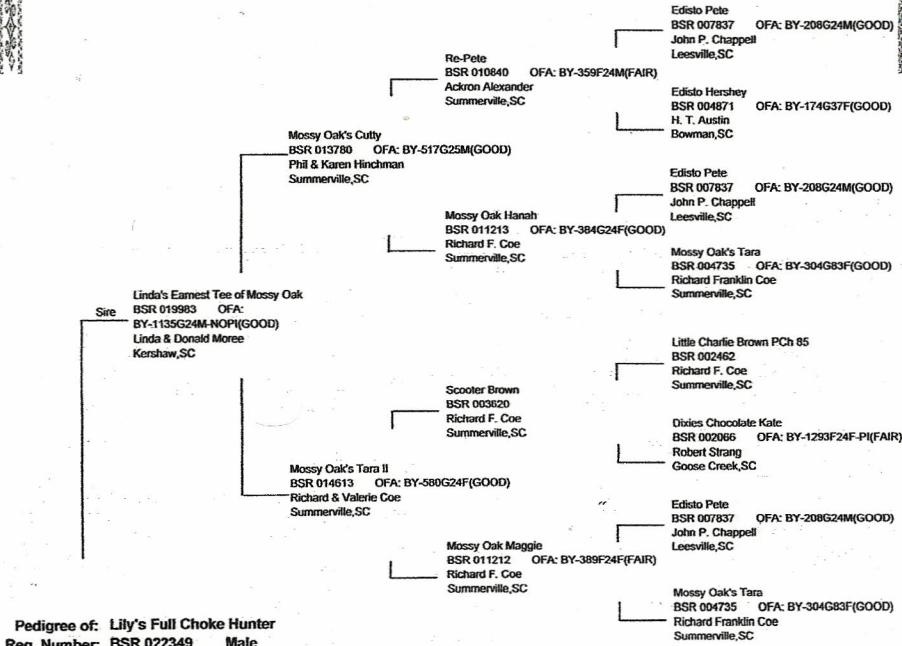 Edisto Pete
BSR 007837 OFA: BY-208G24M(GOOD)
John P. Chappell
Leesville,SC
Re-Pete
BSR 010840 OFA: BY-359F24M(FAIR)
Ackron Alexander
Summerville,SC
Edisto Hershey
BSR 004871 OFA: BY-174G37F(GOOD)
H. T. Austin
Bowman,SC
Mossy Oak's Cutty
BSR 013780 OFA: BY-517G25M(GOOD)
Phil & Karen Hinchman
Summerville,SC
Edisto Pete
BSR 007837 OFA: BY-208G24M(GOOD)
John P. Chappell
Leesville,SC
Mossy Oak Hanah
BSR 011213 OFA: BY-384G24F(GOOD)
Richard F. Coe
Summerville,SC
Mossy Oak's Tara
BSR 004735 OFA: BY-304G83F(GOOD)
Richard Franklin Coe
Summerville,SC
Sire
Linda's Earnest Tee of Mossy Oak
BSR 019983 OFA:
BY-1135G24M-NOPI(GOOD)
Linda & Donald Moree
Kershaw,SC
Little Charlie Brown PCh 85
BSR 002462
Richard F. Coe
Summerville,SC
Scooter Brown
BSR 003620
Richard F. Coe
Summerville,SC
Dixies Chocolate Kate
BSR 002066 OFA: BY-1293F24F-PI(FAIR)
Robert Strang
Goose Creek,SC
Mossy Oak's Tara II
BSR 014613 OFA: BY-580G24F(GOOD)
Richard & Valerie Coe
Summerville,SC
Edisto Pete
BSR 007837 OFA: BY-208G24M(GOOD)
John P. Chappell
Leesville,SC
Mossy Oak Maggie
BSR 011212 OFA: BY-389F24F(FAIR)
Richard F. Coe
Summerville,SC
Mossy Oak's Tara
BSR 004735 OFA: BY-304G83F(GOOD)
Richard Franklin Coe
Summerville,SC
Pedigree of: Lily's Full Choke Hunter
Reg. Number: BSR 022349 Male